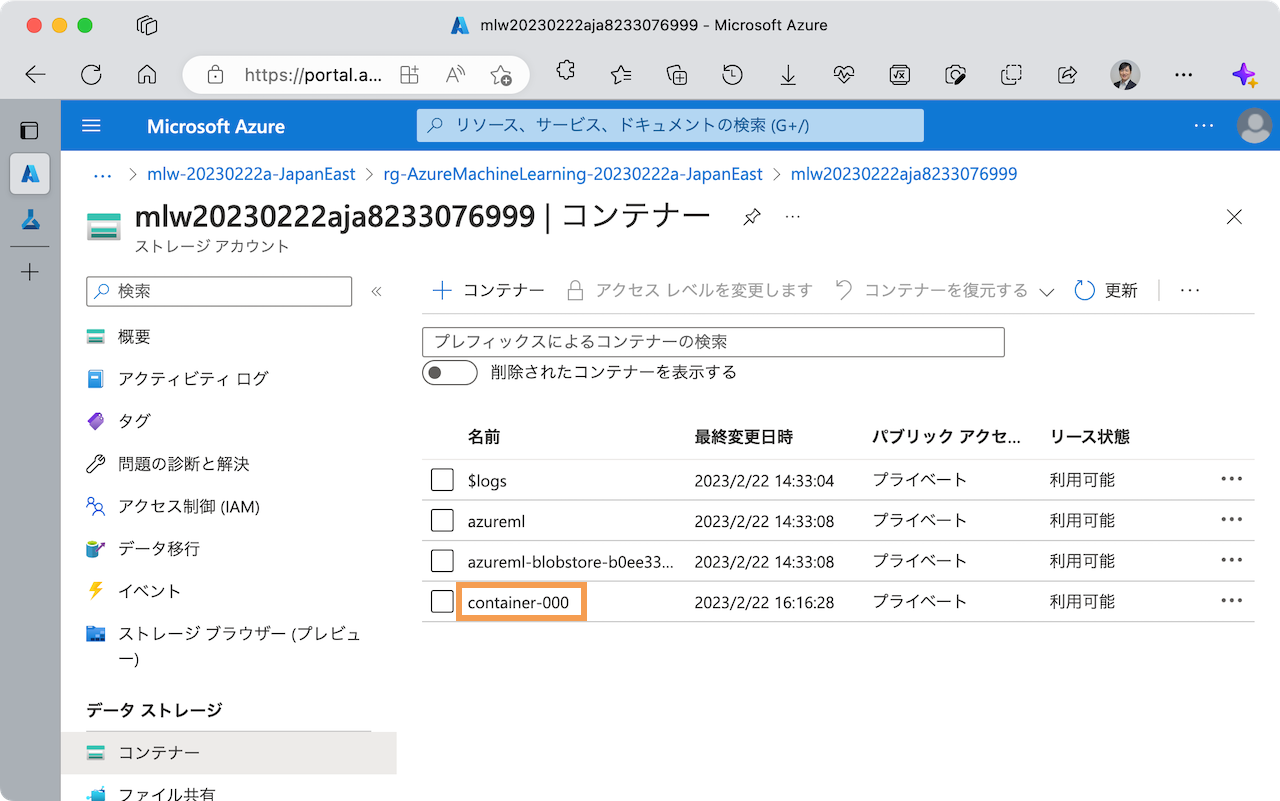 mlw20230222aja8233076999 - Microsoft Azure
https://portal.a...
Microsoft Azure
リソース、サービス、ドキュメントの検索 (G+/)
… > mlw-20230222a-JapanEast > rg-AzureMachineLearning-20230222a-JapanEast > mlw20230222aja8233076999
mlw20230222aja8233076999 | コンテナー
ストレージ アカウント
検索
概要
アクティビティ ログ
タグ
問題の診断と解決
アクセス制御 (IAM)
データ移行
イベント
ストレージ ブラウザー (プレビュ
ー)
データ ストレージ
コンテナー
ファイル共有
コンテナー アクセス レベルを変更します コンテナーを復元する 更新
プレフィックスによるコンテナーの検索
削除されたコンテナーを表示する
名前 最終変更日時 パブリック アクセ... リース状態
$logs 2023/2/22 14:33:04 プライベート 利用可能
azureml 2023/2/22 14:33:08 プライベート 利用可能
azureml-blobstore-b0ee33... 2023/2/22 14:33:08 プライベート 利用可能
container-000 2023/2/22 16:16:28 プライベート 利用可能